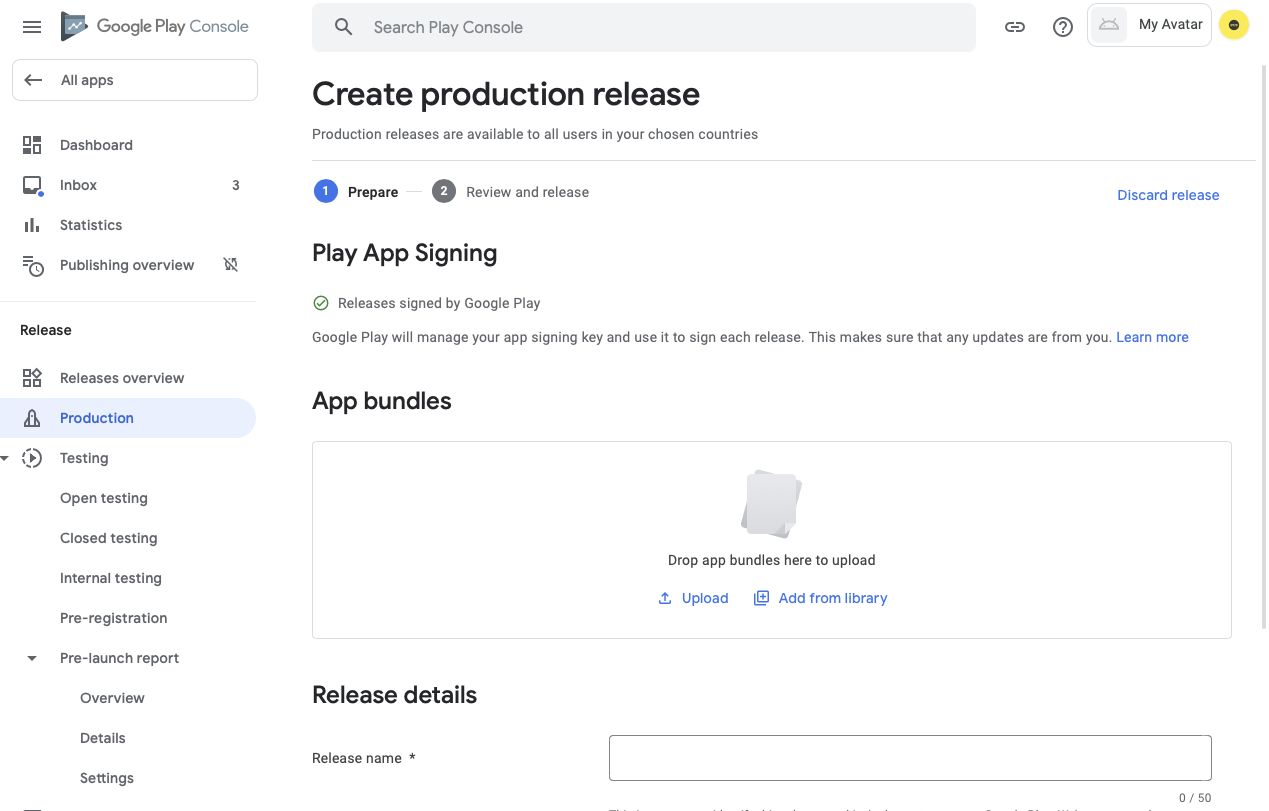 Google Play Console
Search Play Console
My Avatar
All apps
Dashboard
Inbox 3
Statistics
Publishing overview
Release
Releases overview
Production
Testing
Open testing
Closed testing
Internal testing
Pre-registration
Pre-launch report
Overview
Details
Settings
Create production release
Production releases are available to all users in your chosen countries
1 Prepare 2 Review and release
Discard release
Play App Signing
Releases signed by Google Play
Google Play will manage your app signing key and use it to sign each release. This makes sure that any updates are from you. Learn more
App bundles
Drop app bundles here to upload
Upload Add from library
Release details
Release name *
0 / 50